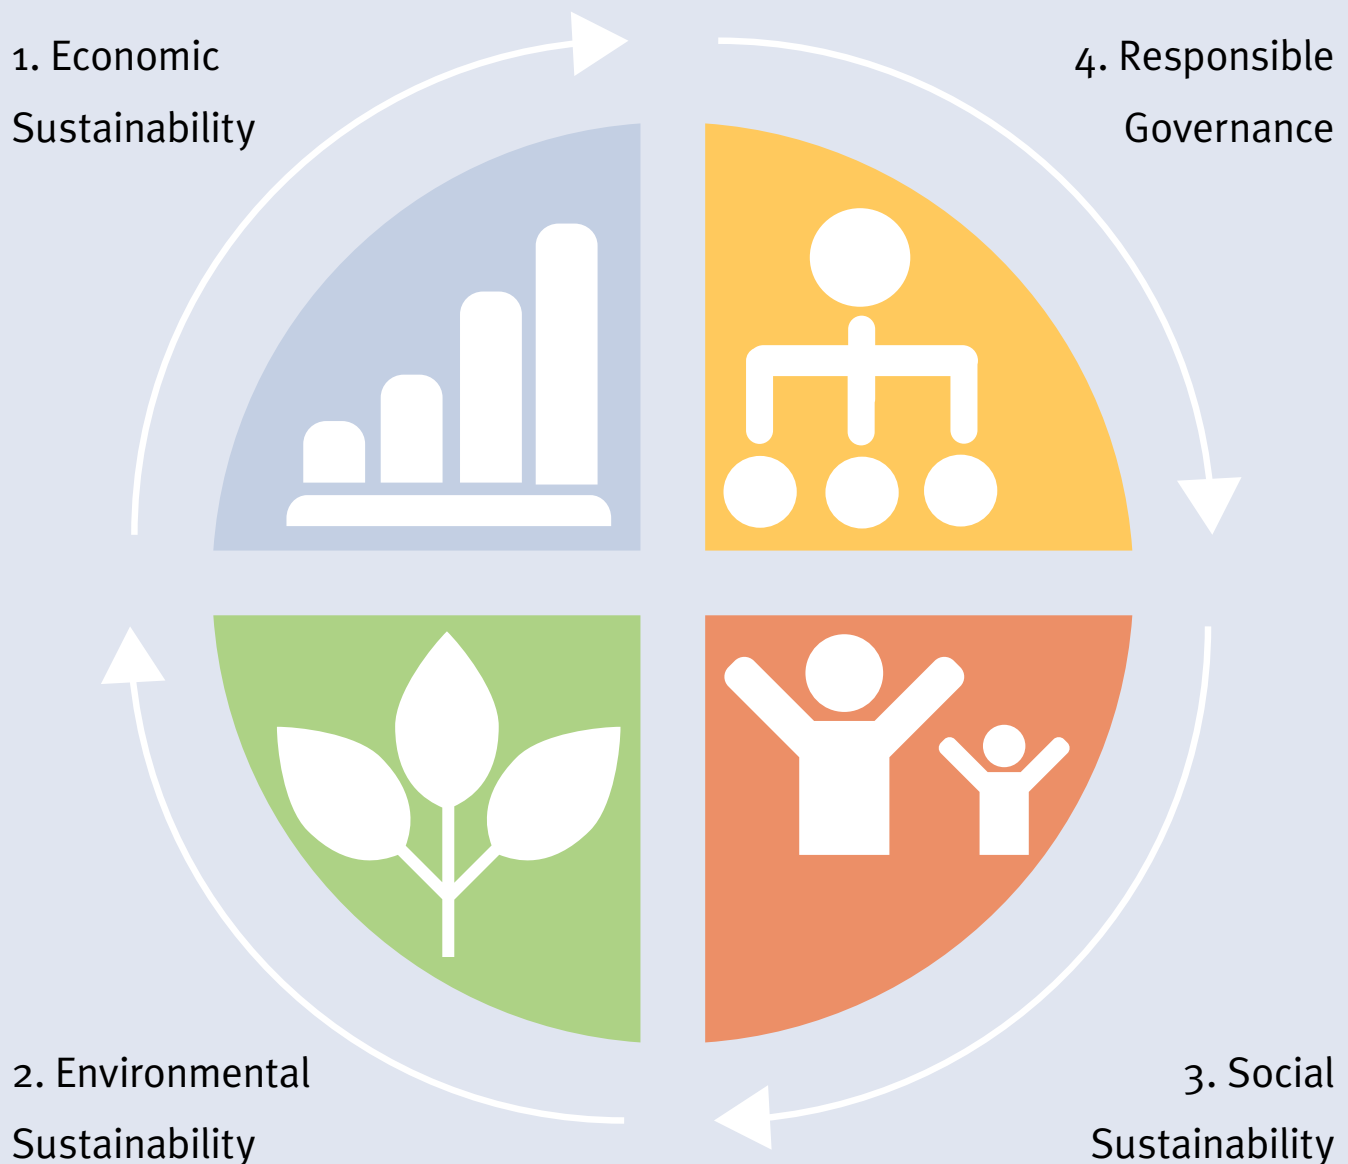 1. Economic
Sustainability
4. Responsible
Governance
2. Environmental
Sustainability
3. Social
Sustainability